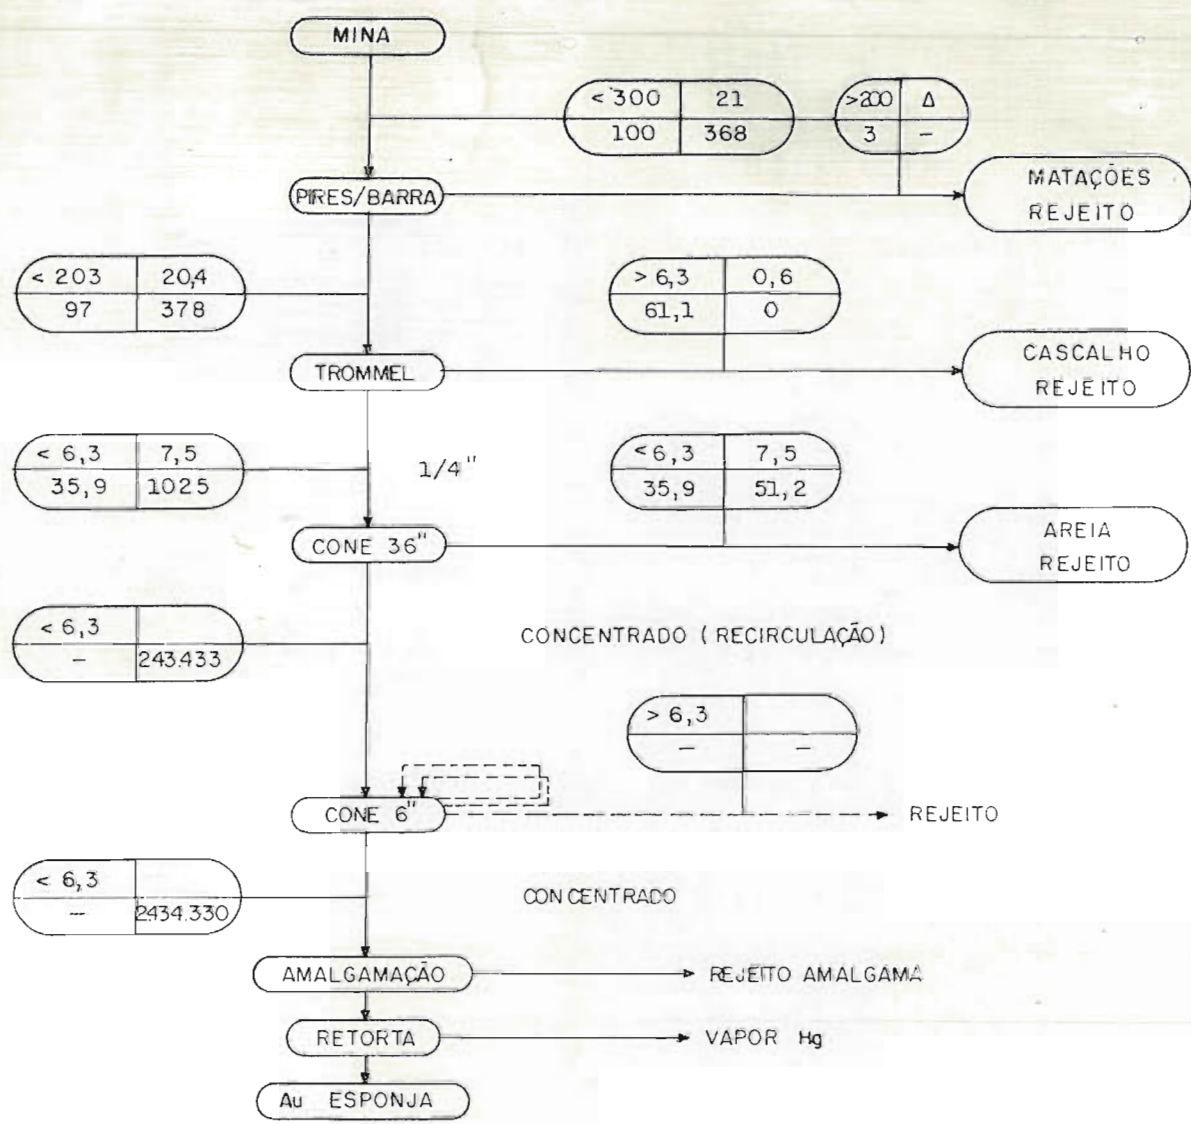 MINA
< 300 21
100 368
>200 Δ
3 -
PIRES/BARRA
MATAÇÕES
REJEITO
< 203 20,4
97 378
> 6,3 0,6
61,1 0
TROMMEL
CASCALHO
REJEITO
< 6,3 7,5
35,9 1025
1/4"
<6,3 7,5
35,9 51,2
CONE 36"
AREIA
REJEITO
< 6,3
- 243.433
CONCENTRADO (RECIRCULAÇÃO)
> 6,3
- -
CONE 6"
REJEITO
< 6,3
- 2434.330
CONCENTRADO
AMALGAMAÇÃO
REJEITO AMALGAMA
RETORTA
VAPOR Hg
Au ESPONJA